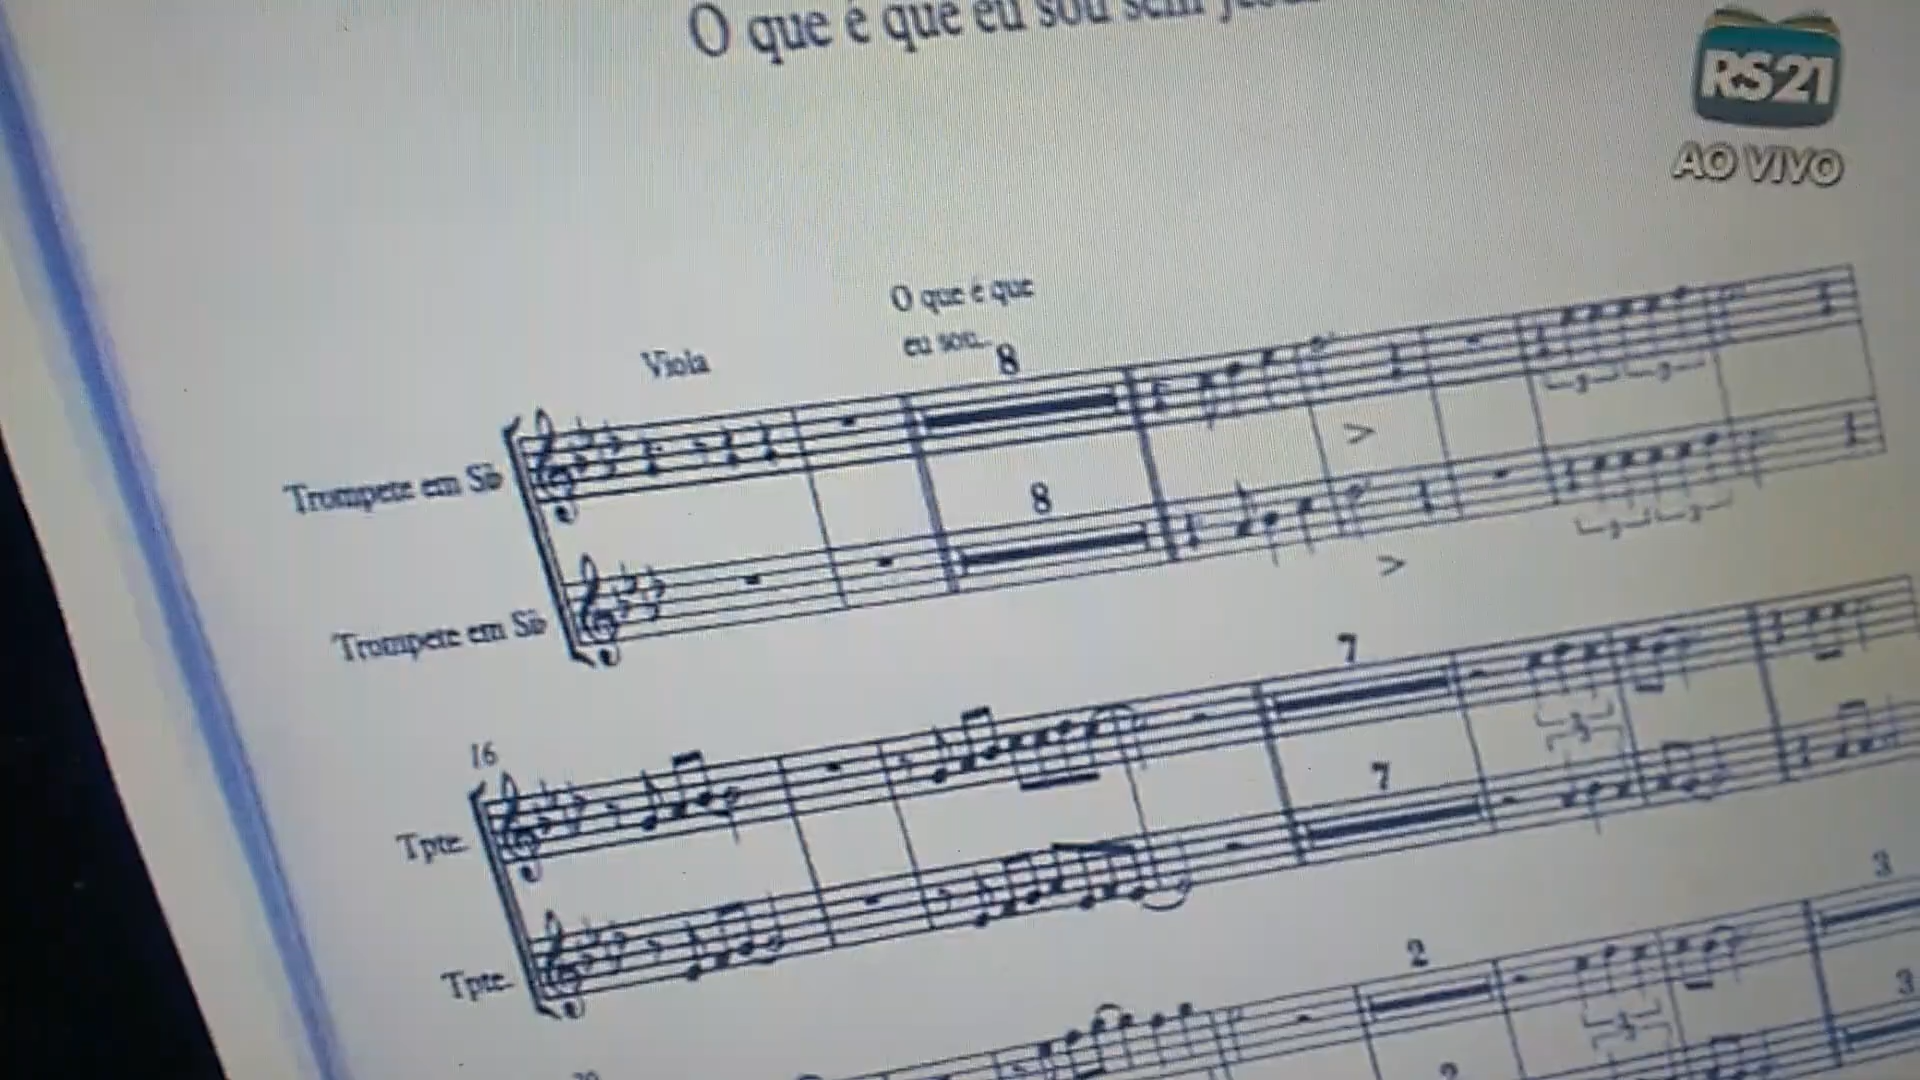 O que é que eu sou sem
RS21
AO VIVO
O que é que
eu sou..
Viola
8
Trompete em Sib
8
Trompete em Sib
7
16
Tpte.
7
Tpte.
3
2
3